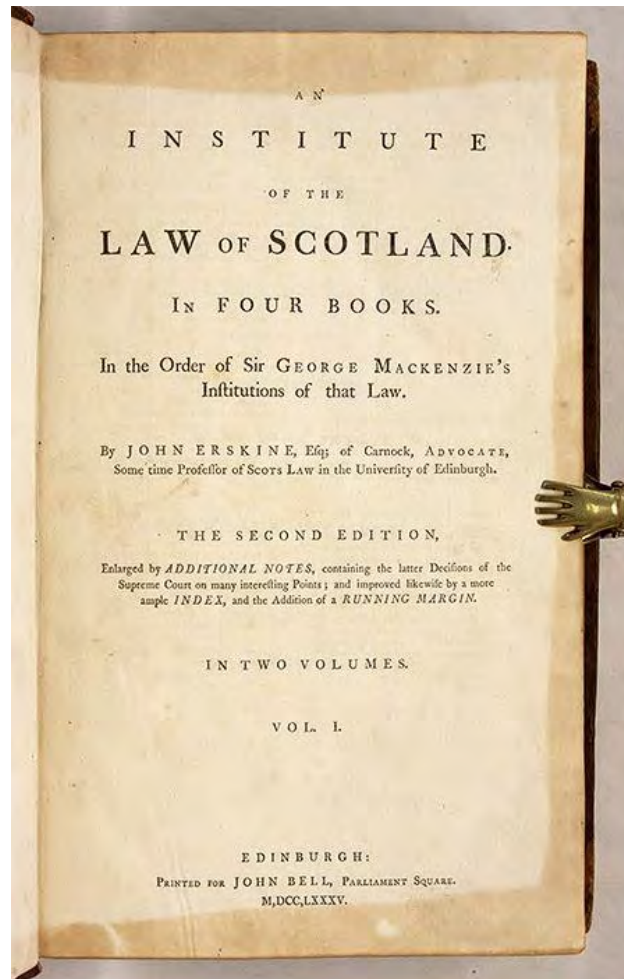 AN
INSTITUTE
OF THE
LAW OF SCOTLAND.
IN FOUR BOOKS.
In the Order of Sir GEORGE MACKENZIE'S
Inſtitutions of that Law.
By JOHN ERSKINE, Eſq; of Carnock, ADVOCATE,
Some time Profeſſor of SCOTS LAW in the Univerſity of Edinburgh.
THE SECOND EDITION,
Enlarged by ADDITIONAL NOTES, containing the latter Deciſions of the
Supreme Court on many intereſting Points; and improved likewiſe by a more
ample INDEX, and the Addition of a RUNNING MARGIN.
IN TWO VOLUMES.
VOL. I.
EDINBURGH:
PRINTED FOR JOHN BELL, PARLIAMENT SQUARE.
M,DCC,LXXXV.